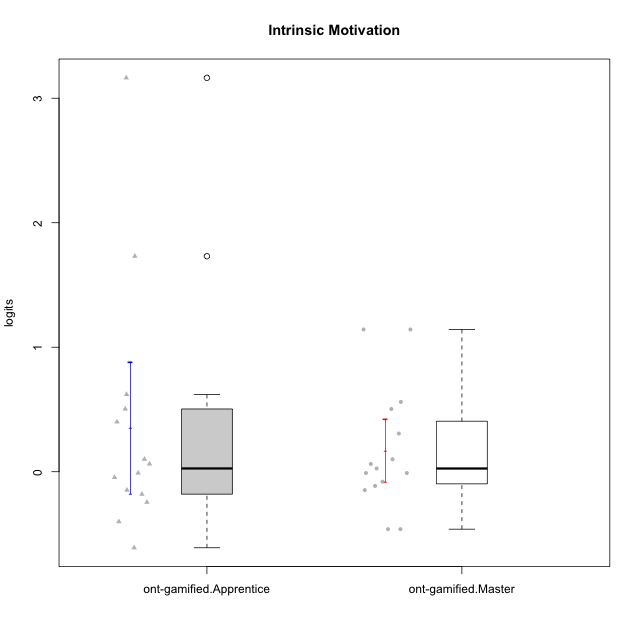 Intrinsic Motivation
logits
3
2
1
0
ont-gamified.Apprentice
ont-gamified.Master